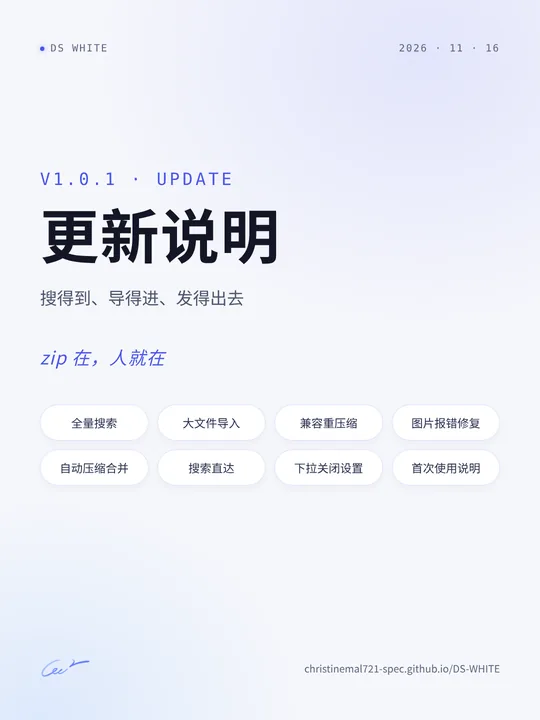 DS WHITE
2026 · 11 · 16
V1.0.1 · UPDATE
更新说明
搜得到、导得进、发得出去
zip 在，人就在
全量搜索
大文件导入
兼容重压缩
图片报错修复
自动压缩合并
搜索直达
下拉关闭设置
首次使用说明
christinemal721-spec.github.io/DS-WHITE